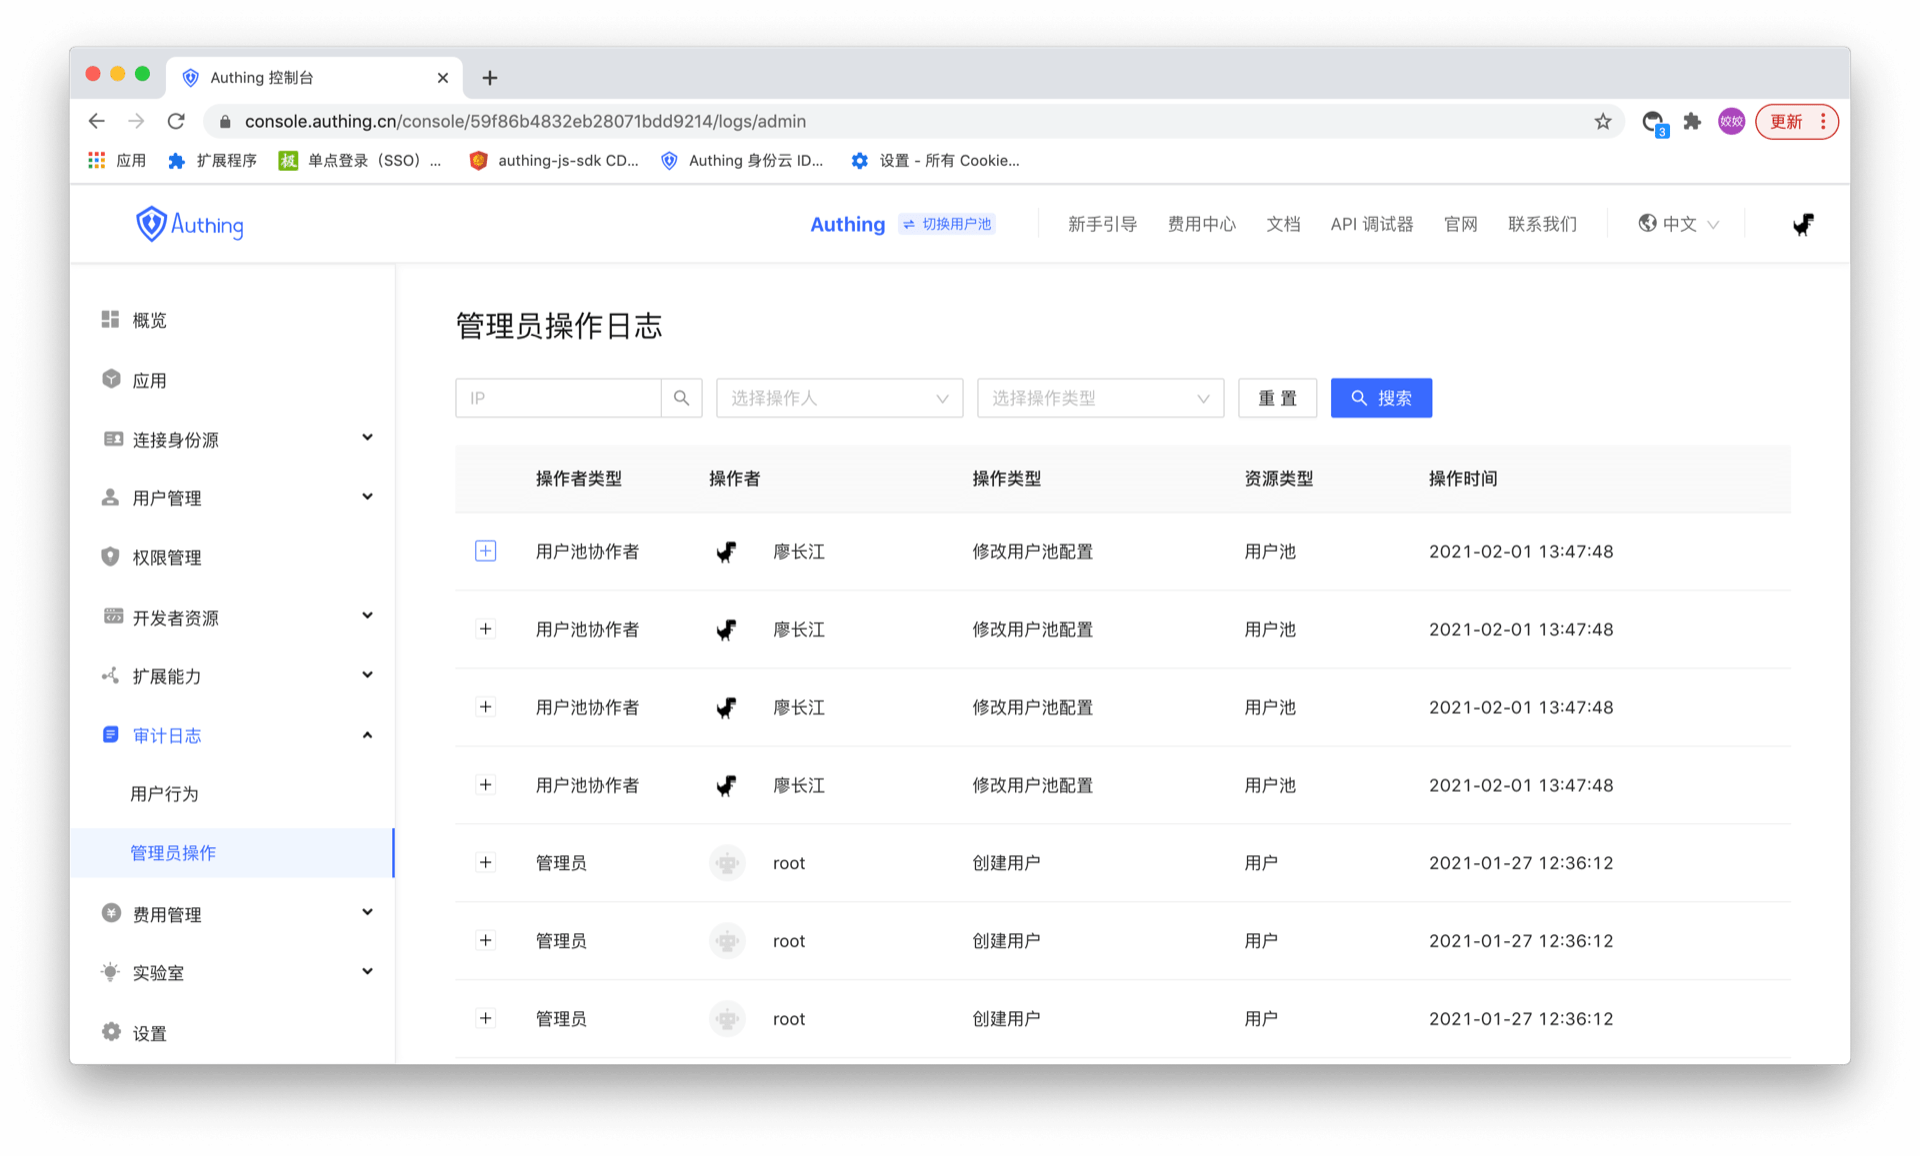 Authing 控制台
console.authing.cn/console/59f86b4832eb28071bdd9214/logs/admin
3
姣姣
更新
应用
扩展程序
极
单点登录（SSO）...
authing-js-sdk CD...
Authing 身份云 ID...
设置 - 所有 Cookie...
Authing
Authing
切换用户池
新手引导
费用中心
文档
API 调试器
官网
联系我们
中文
概览
应用
连接身份源
用户管理
权限管理
开发者资源
扩展能力
审计日志
用户行为
管理员操作
费用管理
实验室
设置
管理员操作日志
IP
选择操作人
选择操作类型
重 置
搜索
操作者类型 操作者 操作类型 资源类型 操作时间
用户池协作者 廖长江 修改用户池配置 用户池 2021-02-01 13:47:48
用户池协作者 廖长江 修改用户池配置 用户池 2021-02-01 13:47:48
用户池协作者 廖长江 修改用户池配置 用户池 2021-02-01 13:47:48
用户池协作者 廖长江 修改用户池配置 用户池 2021-02-01 13:47:48
管理员 root 创建用户 用户 2021-01-27 12:36:12
管理员 root 创建用户 用户 2021-01-27 12:36:12
管理员 root 创建用户 用户 2021-01-27 12:36:12